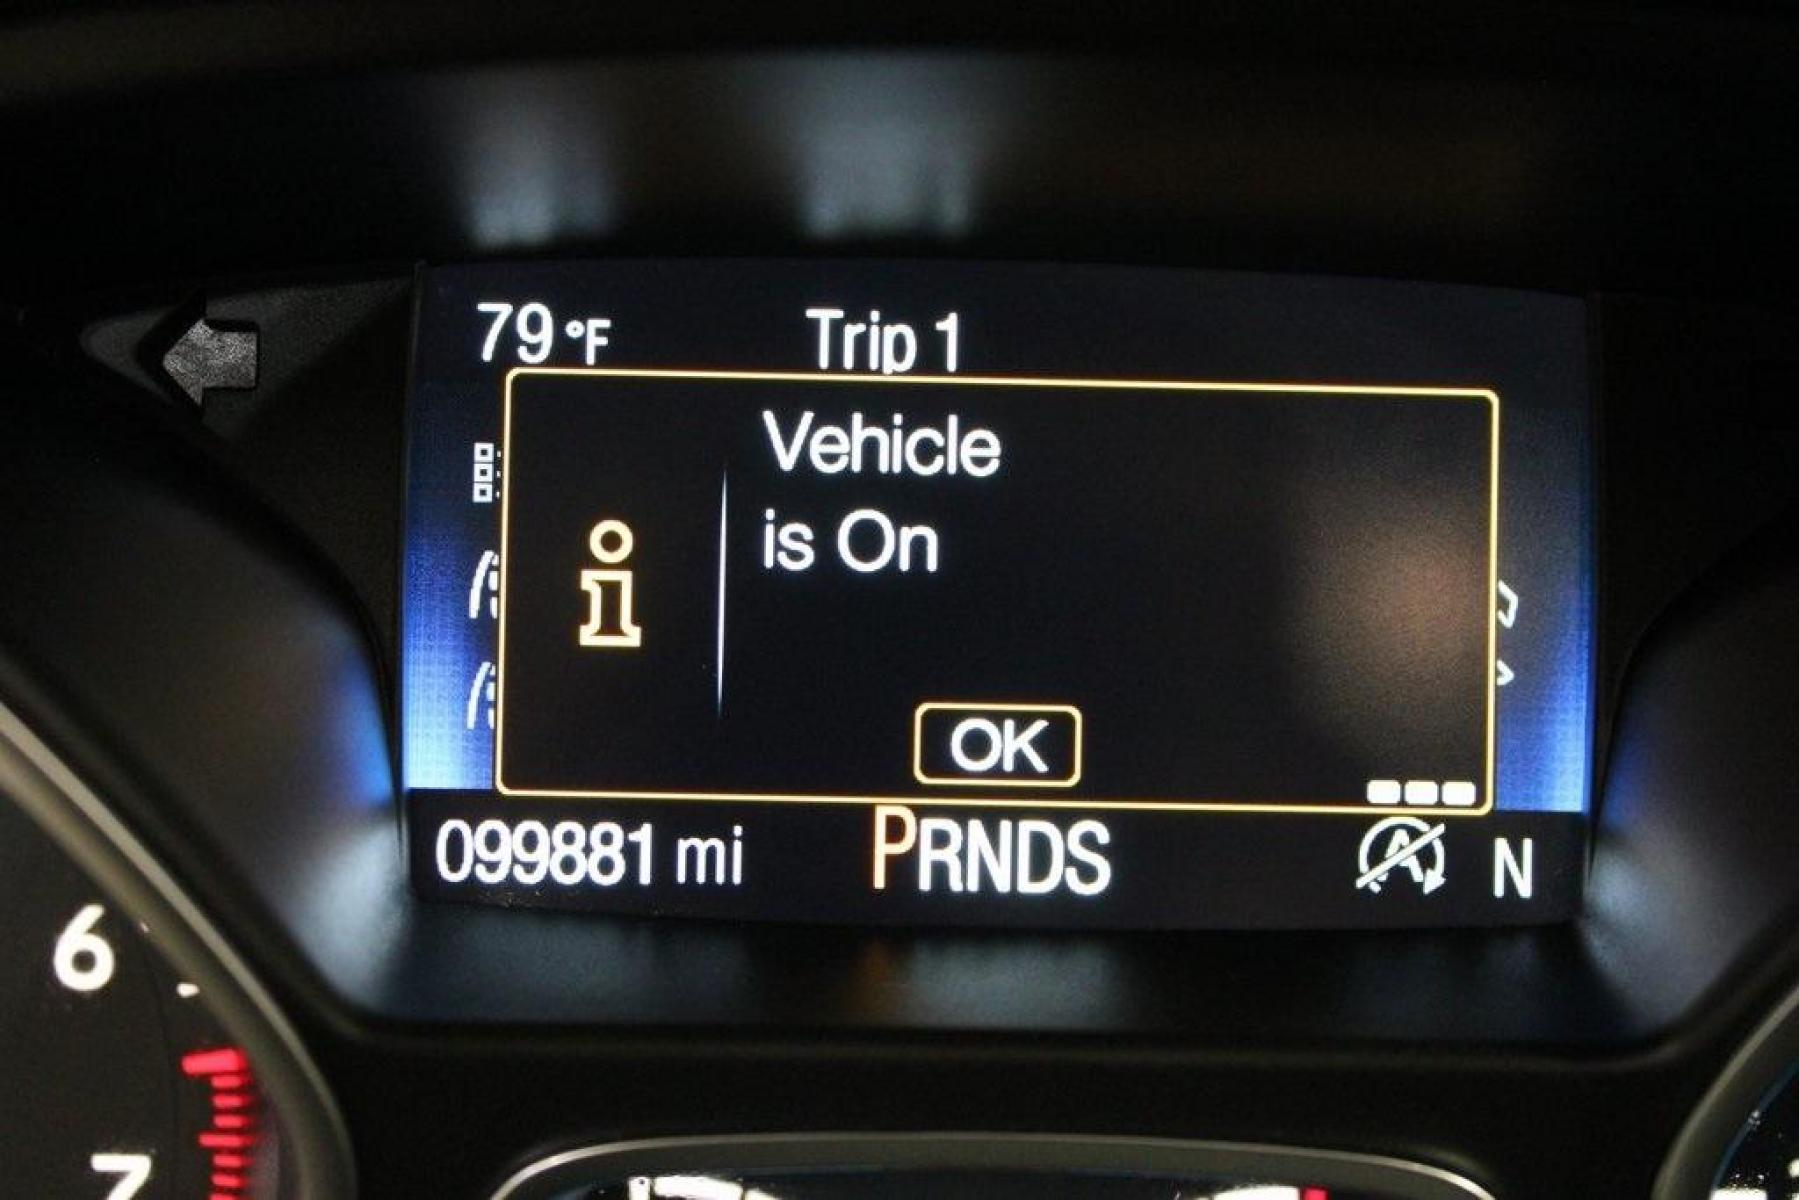 79 °F Trip 1
Vehicle
is On
OK
099881 mi PRNDS N
6
7